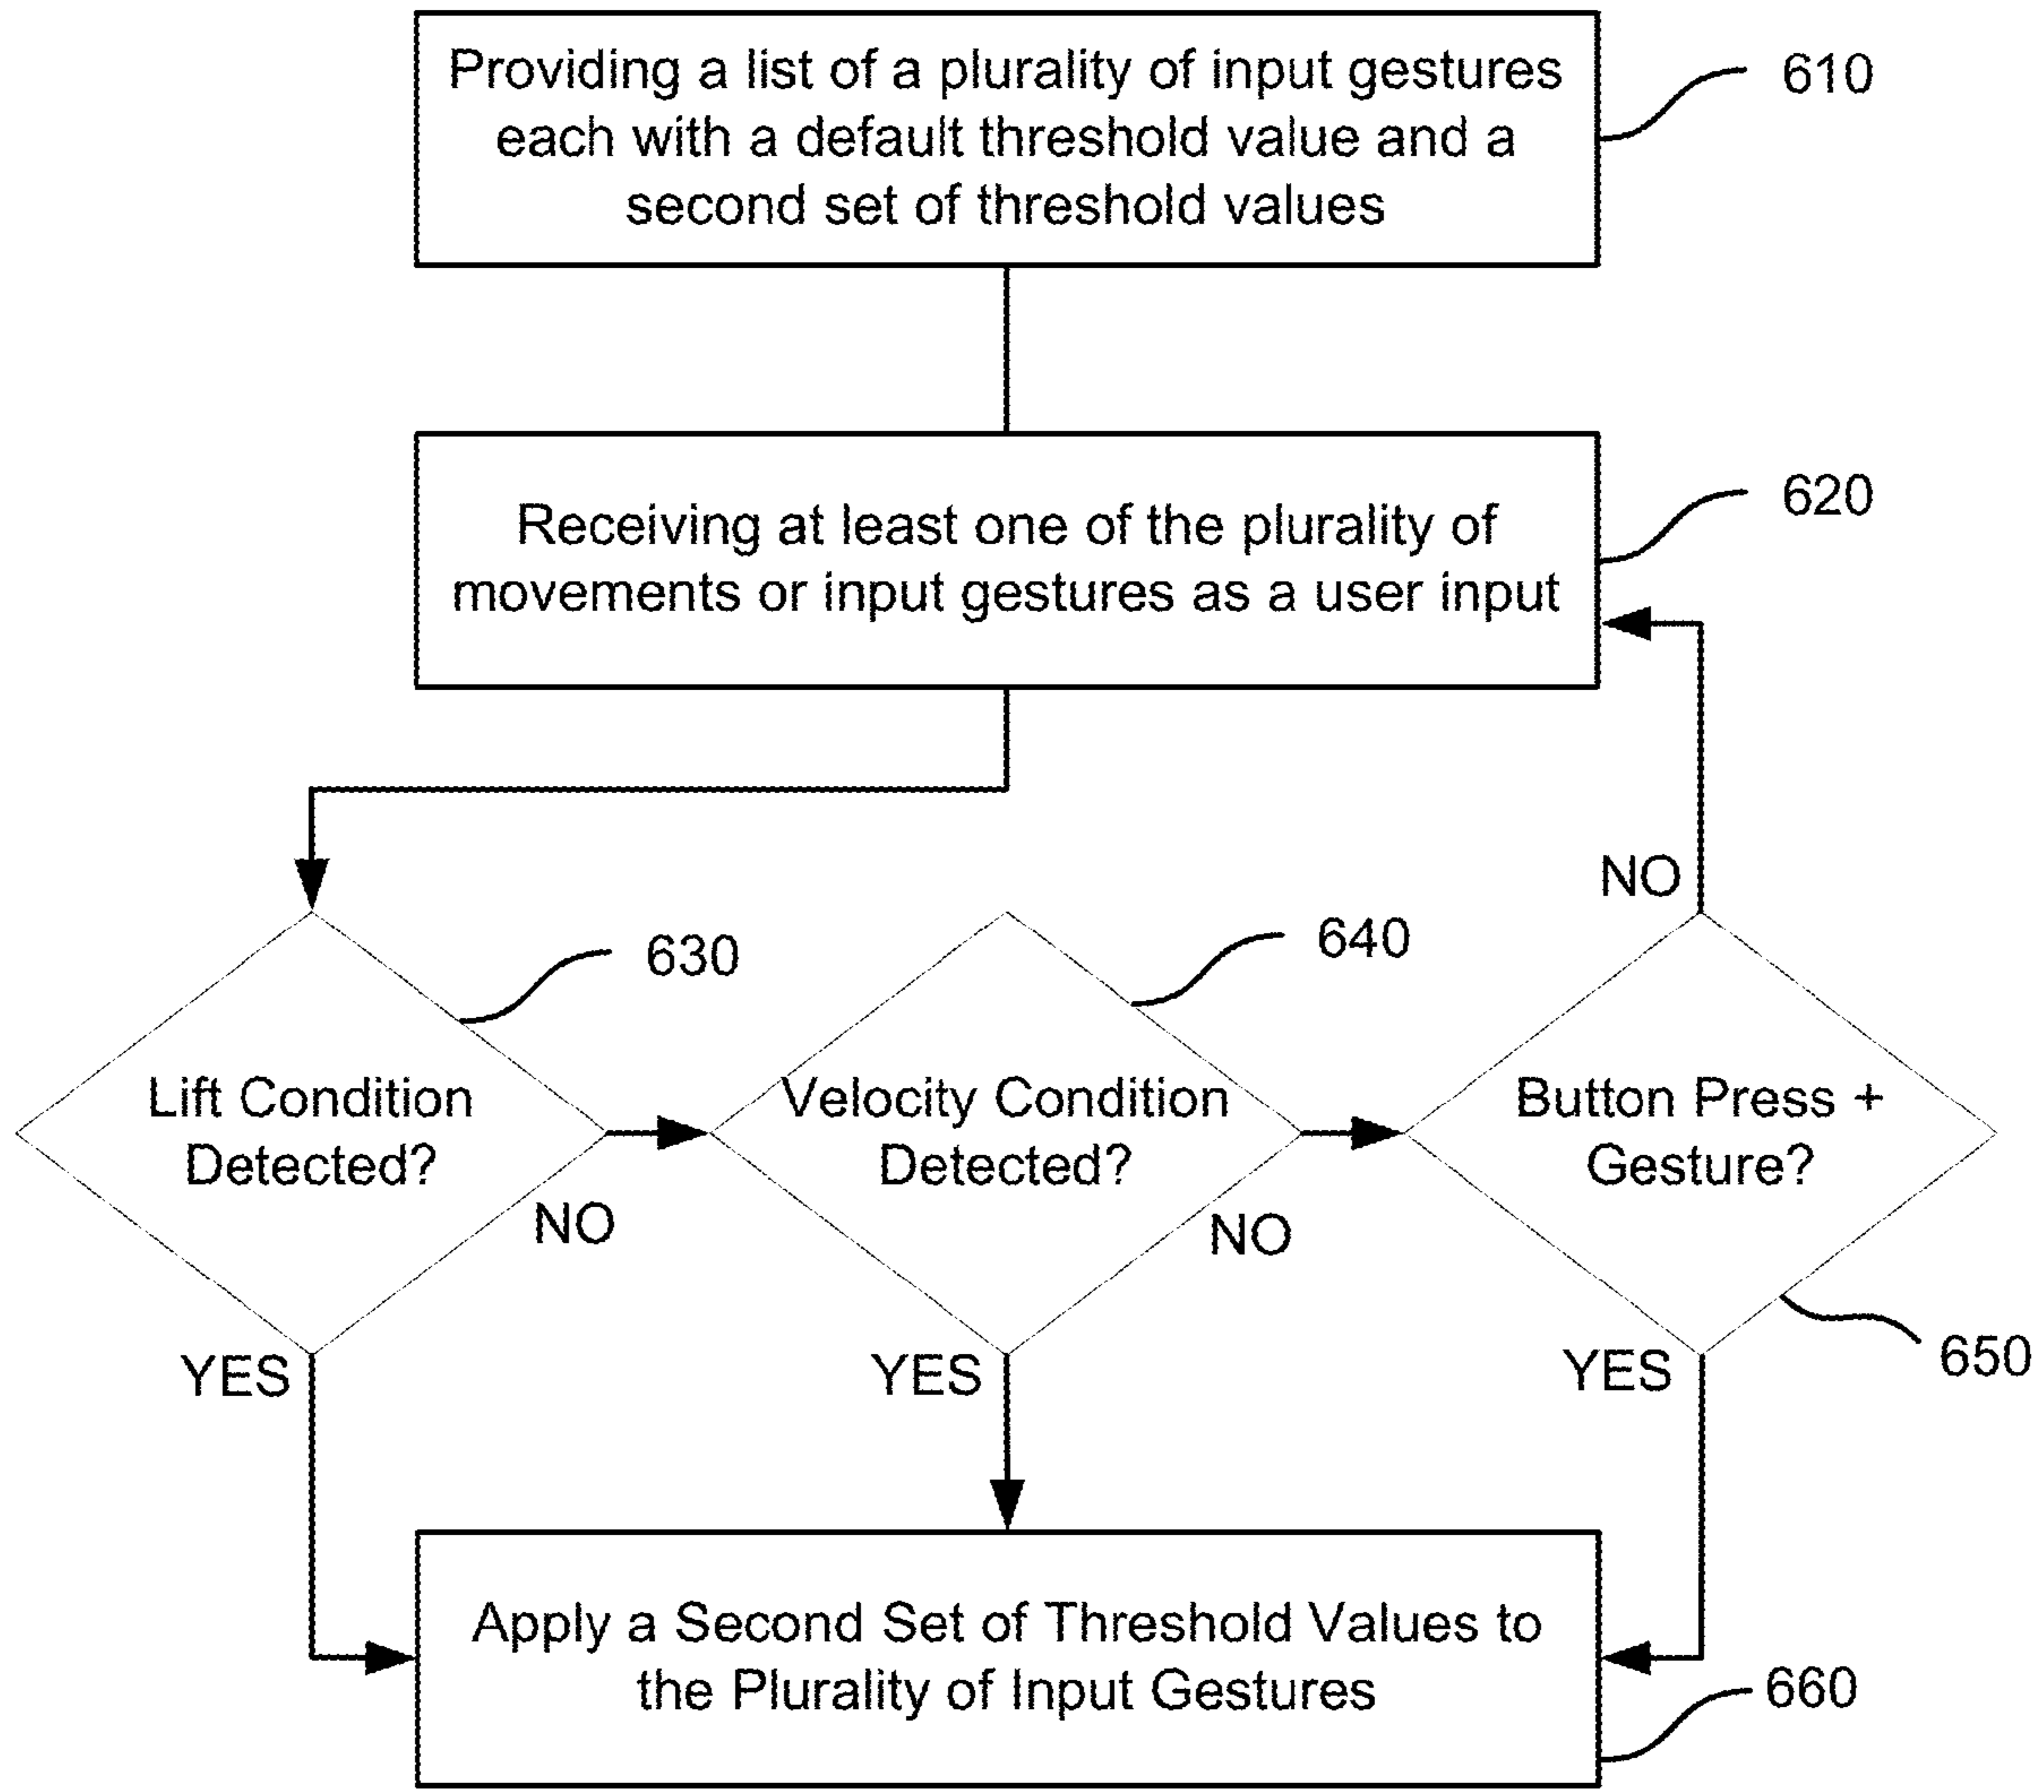 Providing a list of a plurality of input gestures
each with a default threshold value and a
second set of threshold values
610
Receiving at least one of the plurality of
movements or input gestures as a user input
620
NO
630
640
Lift Condition
Detected?
NO
Velocity Condition
Detected?
NO
Button Press +
Gesture?
650
YES
YES
YES
Apply a Second Set of Threshold Values to
the Plurality of Input Gestures
660